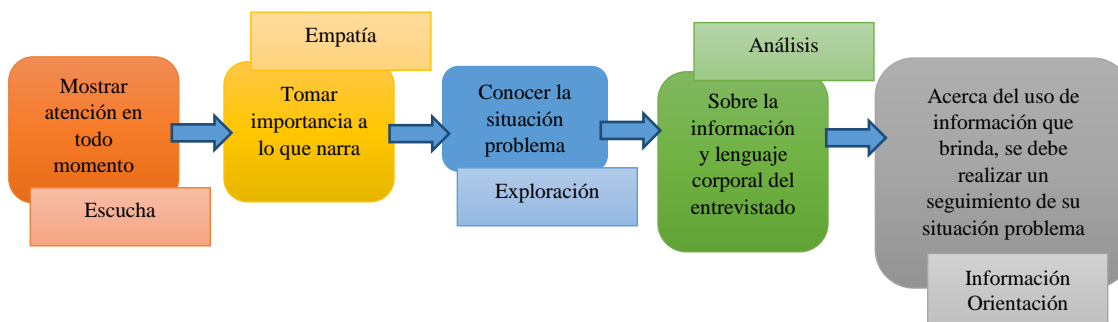 Mostrar
atención en
todo
momento
Escucha
Empatía
Tomar
importancia a
lo que narra
Conocer la
situación
problema
Exploración
Análisis
Sobre la
información
y lenguaje
corporal del
entrevistado
Acerca del uso de
información que
brinda, se debe
realizar un
seguimiento de su
situación problema
Información
Orientación